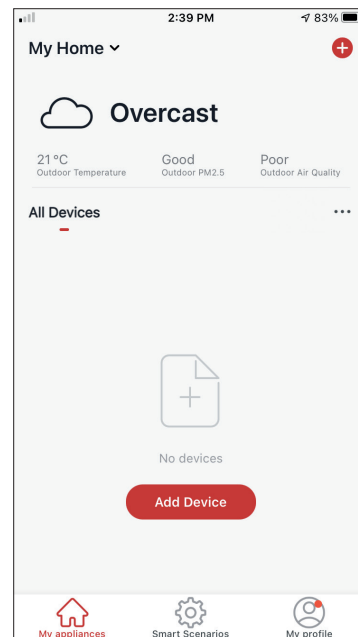 2:39 PM 83%
My Home
Overcast
21 °C Good Poor
Outdoor Temperature Outdoor PM2.5 Outdoor Air Quality
All Devices
No devices
Add Device
My appliances Smart Scenarios My profile